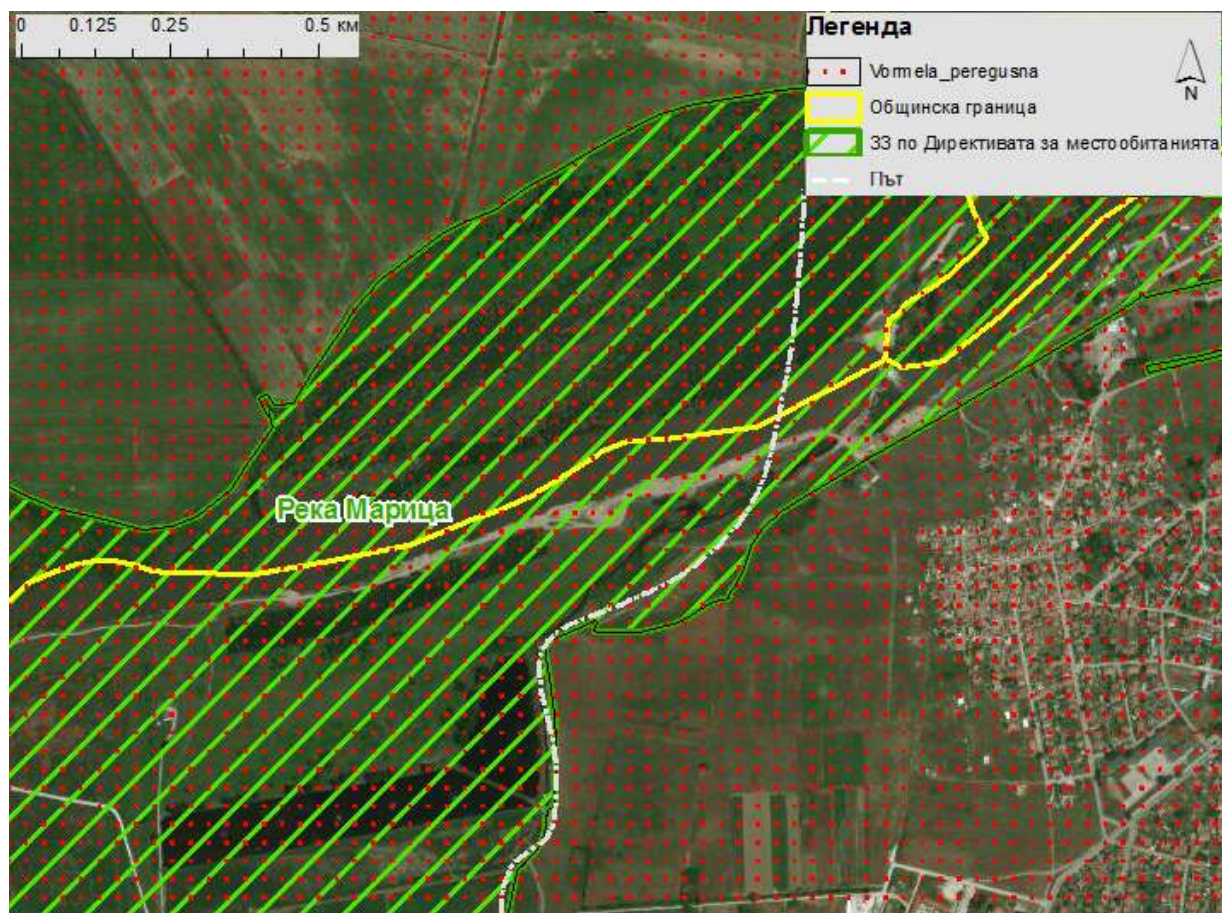 0 0.125 0.25 0.5 км
Легенда
Vormela_peregusna
Общинска граница
ЗЗ по Директивата за местообитанията
Път
N
Река Марица